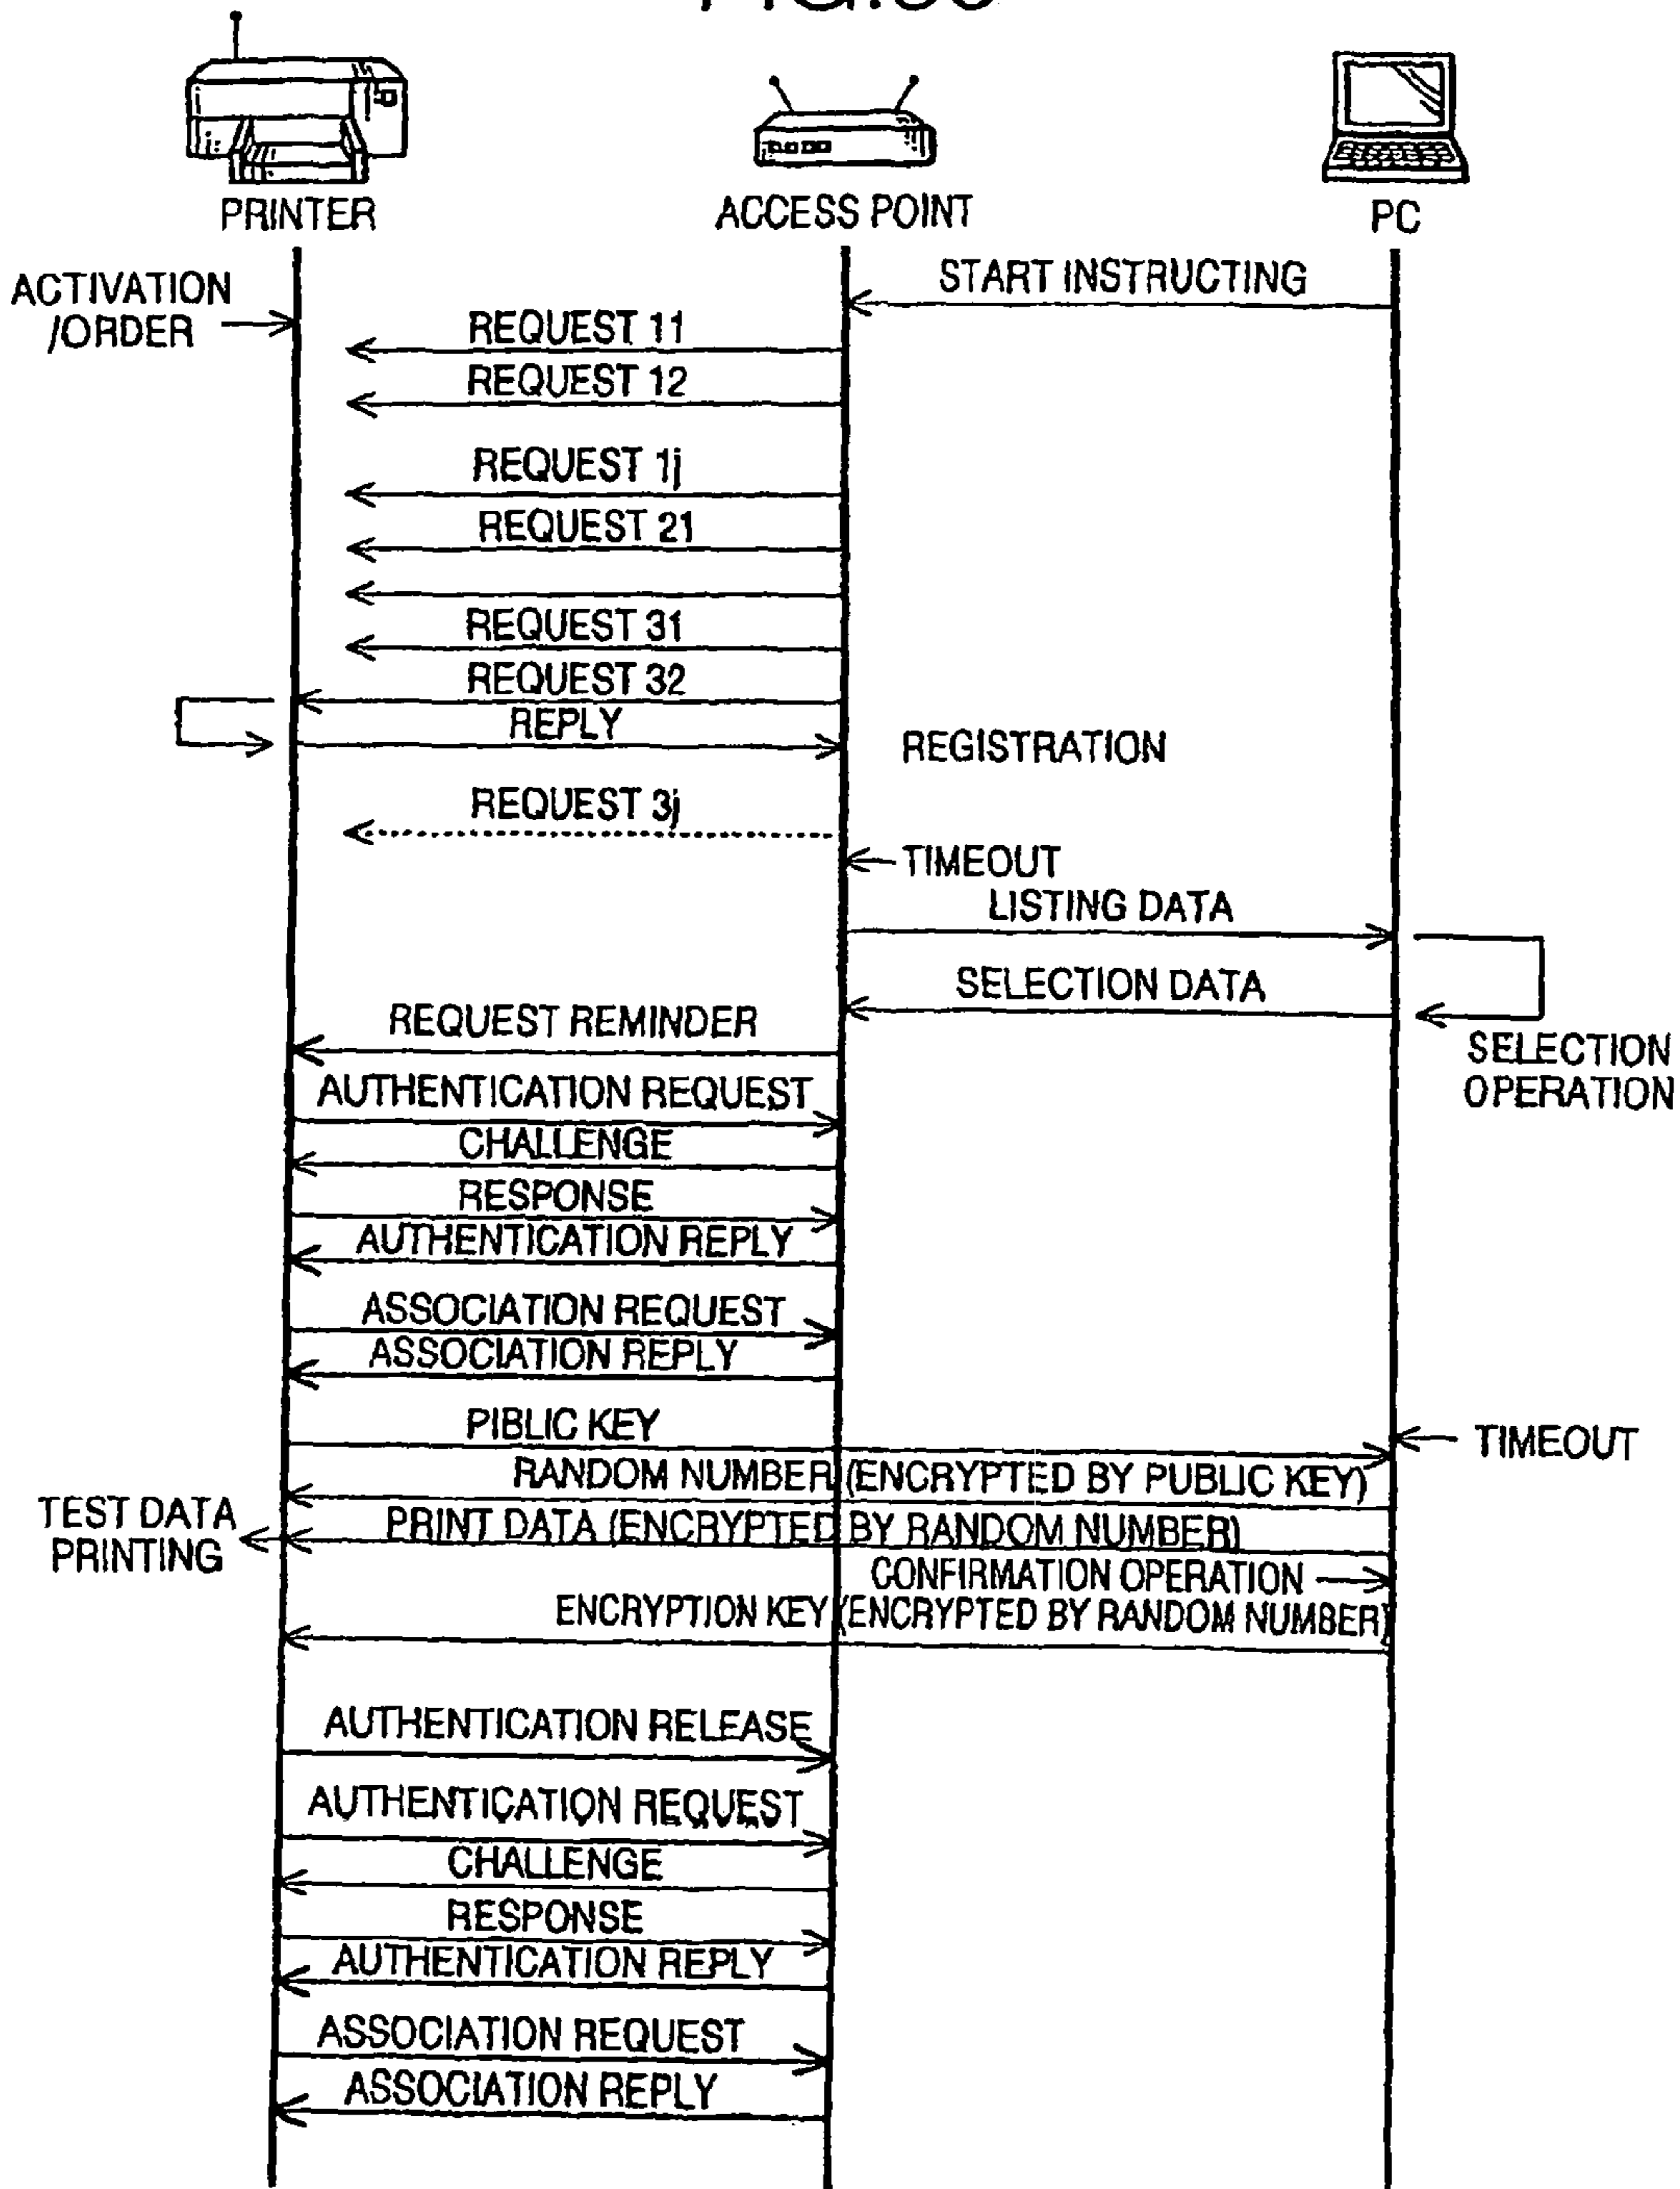 PRINTER
ACCESS POINT
PC
START INSTRUCTING
ACTIVATION
/ORDER
REQUEST 11
REQUEST 12
REQUEST 1j
REQUEST 21
REQUEST 31
REQUEST 32
REPLY
REGISTRATION
REQUEST 3j
TIMEOUT
LISTING DATA
SELECTION DATA
REQUEST REMINDER
SELECTION
OPERATION
AUTHENTICATION REQUEST
CHALLENGE
RESPONSE
AUTHENTICATION REPLY
ASSOCIATION REQUEST
ASSOCIATION REPLY
PIBLIC KEY
TIMEOUT
RANDOM NUMBER (ENCRYPTED BY PUBLIC KEY)
TEST DATA
PRINTING
PRINT DATA (ENCRYPTED BY RANDOM NUMBER)
CONFIRMATION OPERATION
ENCRYPTION KEY (ENCRYPTED BY RANDOM NUMBER)
AUTHENTICATION RELEASE
AUTHENTICATION REQUEST
CHALLENGE
RESPONSE
AUTHENTICATION REPLY
ASSOCIATION REQUEST
ASSOCIATION REPLY